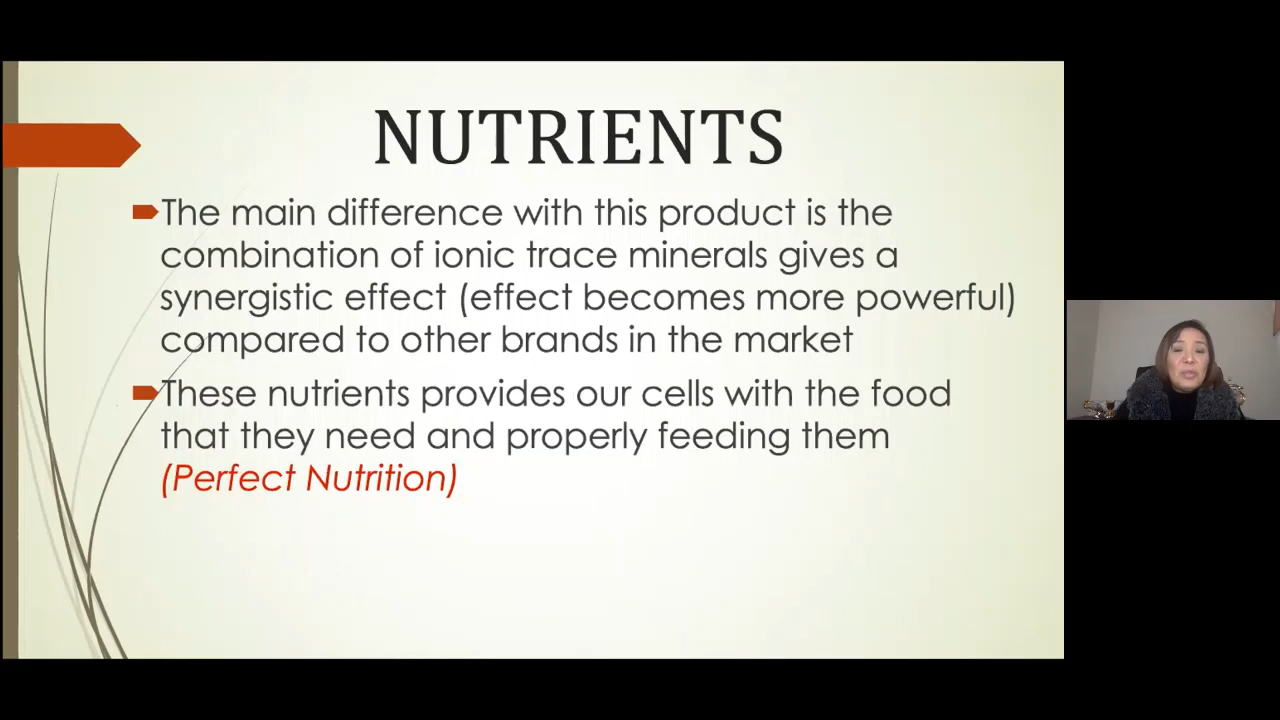 NUTRIENTS
The main difference with this product is the
combination of ionic trace minerals gives a
synergistic effect (effect becomes more powerful)
compared to other brands in the market
These nutrients provides our cells with the food
that they need and properly feeding them
(Perfect Nutrition)